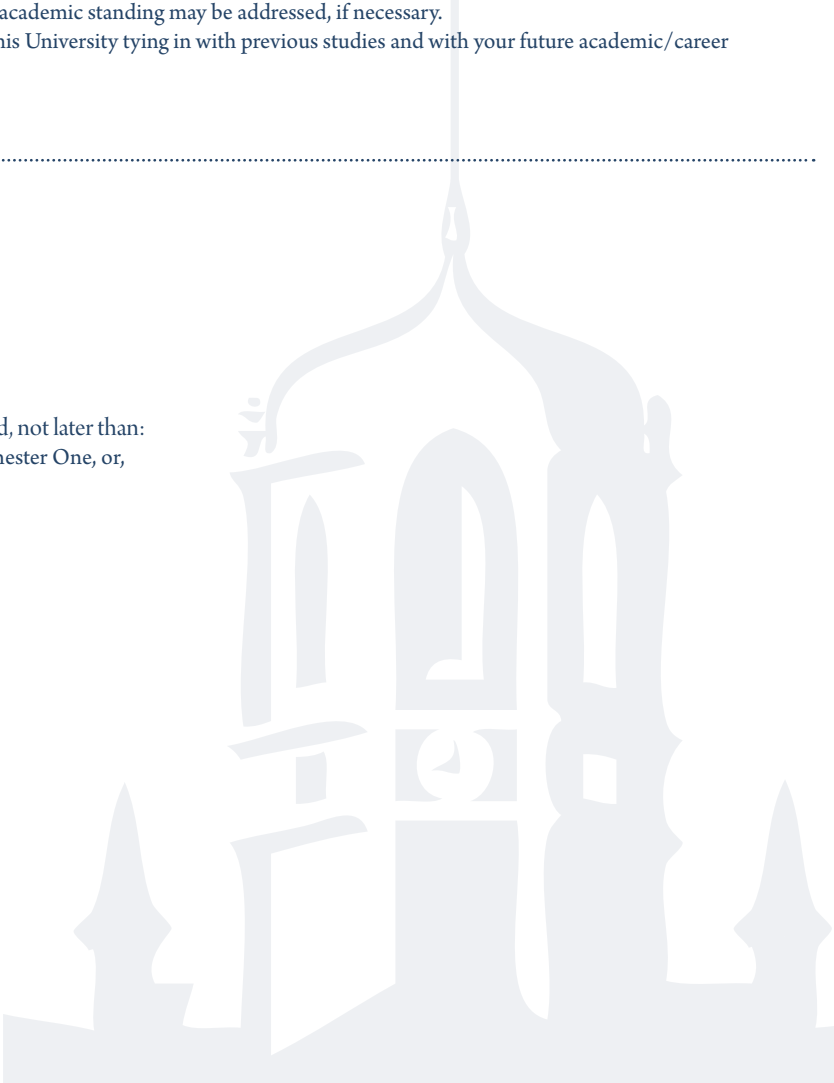 academic standing may be addressed, if necessary.
his University tying in with previous studies and with your future academic/career
d, not later than:
nester One, or,